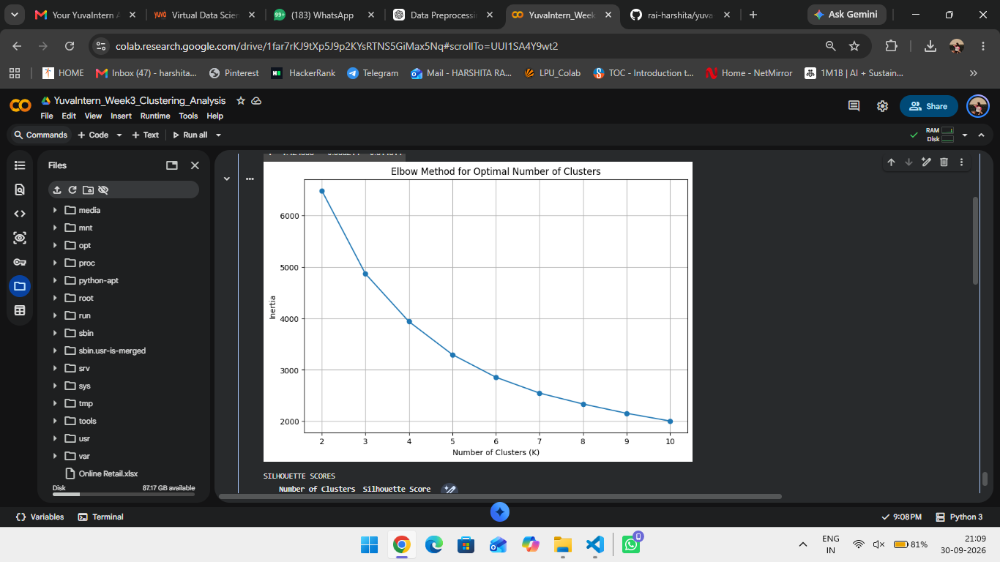 Your YuvaIntern A
Virtual Data Scien
99+
(183) WhatsApp
Data Preprocessi
YuvaIntern_Week
rai-harshita/yuva
Ask Gemini
colab.research.google.com/drive/1far7rKJ9tXp5J9p2KYsRTNS5GiMax5Nq#scrollTo=UUI1SA4Y9wt2
HOME
Inbox (47) - harshita...
Pinterest
HackerRank
Telegram
Mail - HARSHITA RA...
LPU_Colab
TOC - Introduction t...
Home - NetMirror
1M1B | AI + Sustain...
YuvaIntern_Week3_Clustering_Analysis
File Edit View Insert Runtime Tools Help
Share
Commands + Code + Text Run all
RAM
Disk
Files
media
mnt
opt
proc
python-apt
root
run
sbin
sbin.usr-is-merged
srv
sys
tmp
tools
usr
var
Online Retail.xlsx
Disk 87.17 GB available
Elbow Method for Optimal Number of Clusters
Inertia
6000
5000
4000
3000
2000
2 3 4 5 6 7 8 9 10
Number of Clusters (K)
SILHOUETTE SCORES
Number of Clusters Silhouette Score
Variables Terminal
9:08 PM Python 3
ENG
IN
81%
21:09
30-09-2026